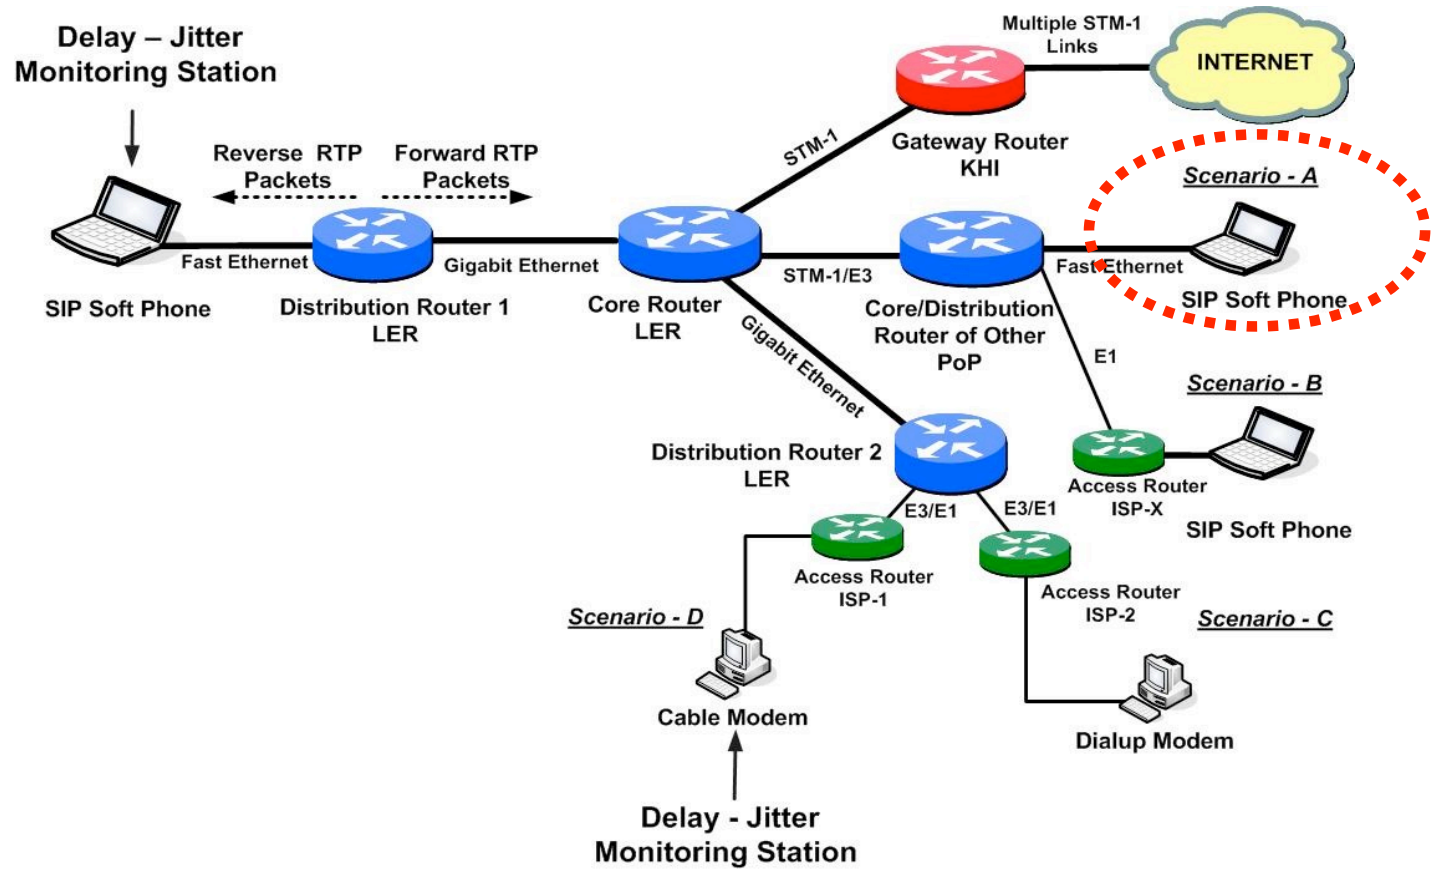 Delay – Jitter
Monitoring Station
Multiple STM-1
Links
INTERNET
STM-1
Gateway Router
KHI
Reverse RTP
Packets
Forward RTP
Packets
Scenario - A
Fast Ethernet
Gigabit Ethernet
STM-1/E3
Fast Ethernet
SIP Soft Phone
Distribution Router 1
LER
Core Router
LER
Core/Distribution
Router of Other
PoP
SIP Soft Phone
Gigabit Ethernet
E1
Scenario - B
Distribution Router 2
LER
Access Router
ISP-X
SIP Soft Phone
E3/E1
E3/E1
Access Router
ISP-1
Access Router
ISP-2
Scenario - D
Scenario - C
Cable Modem
Dialup Modem
Delay - Jitter
Monitoring Station